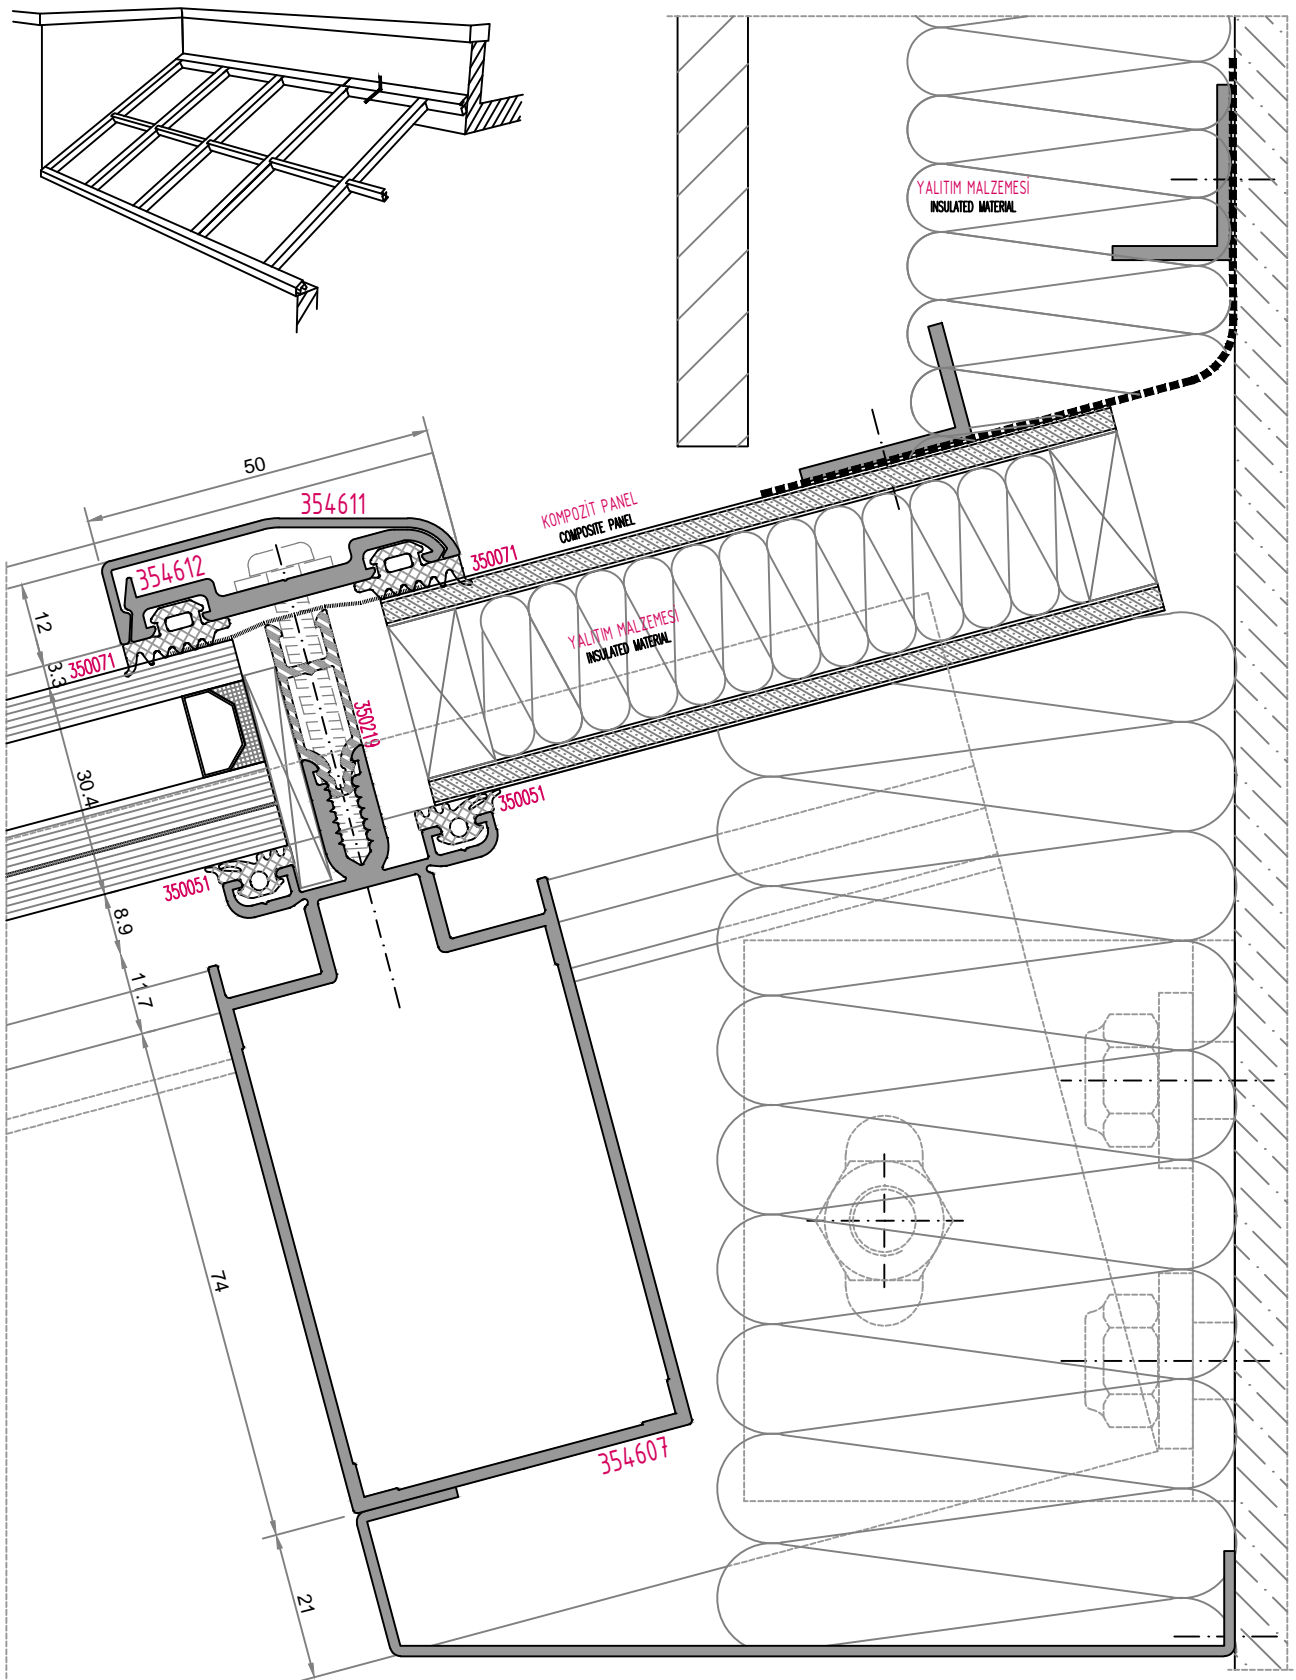 YALITIM MALZEMESİ
INSULATED MATERIAL
50
354611
KOMPOZİT PANEL
COMPOSITE PANEL
350071
354612
12
YALITIM MALZEMESİ
INSULATED MATERIAL
3.3
350071
350219
30.4
350051
350051
8.9
11.7
74
354607
21